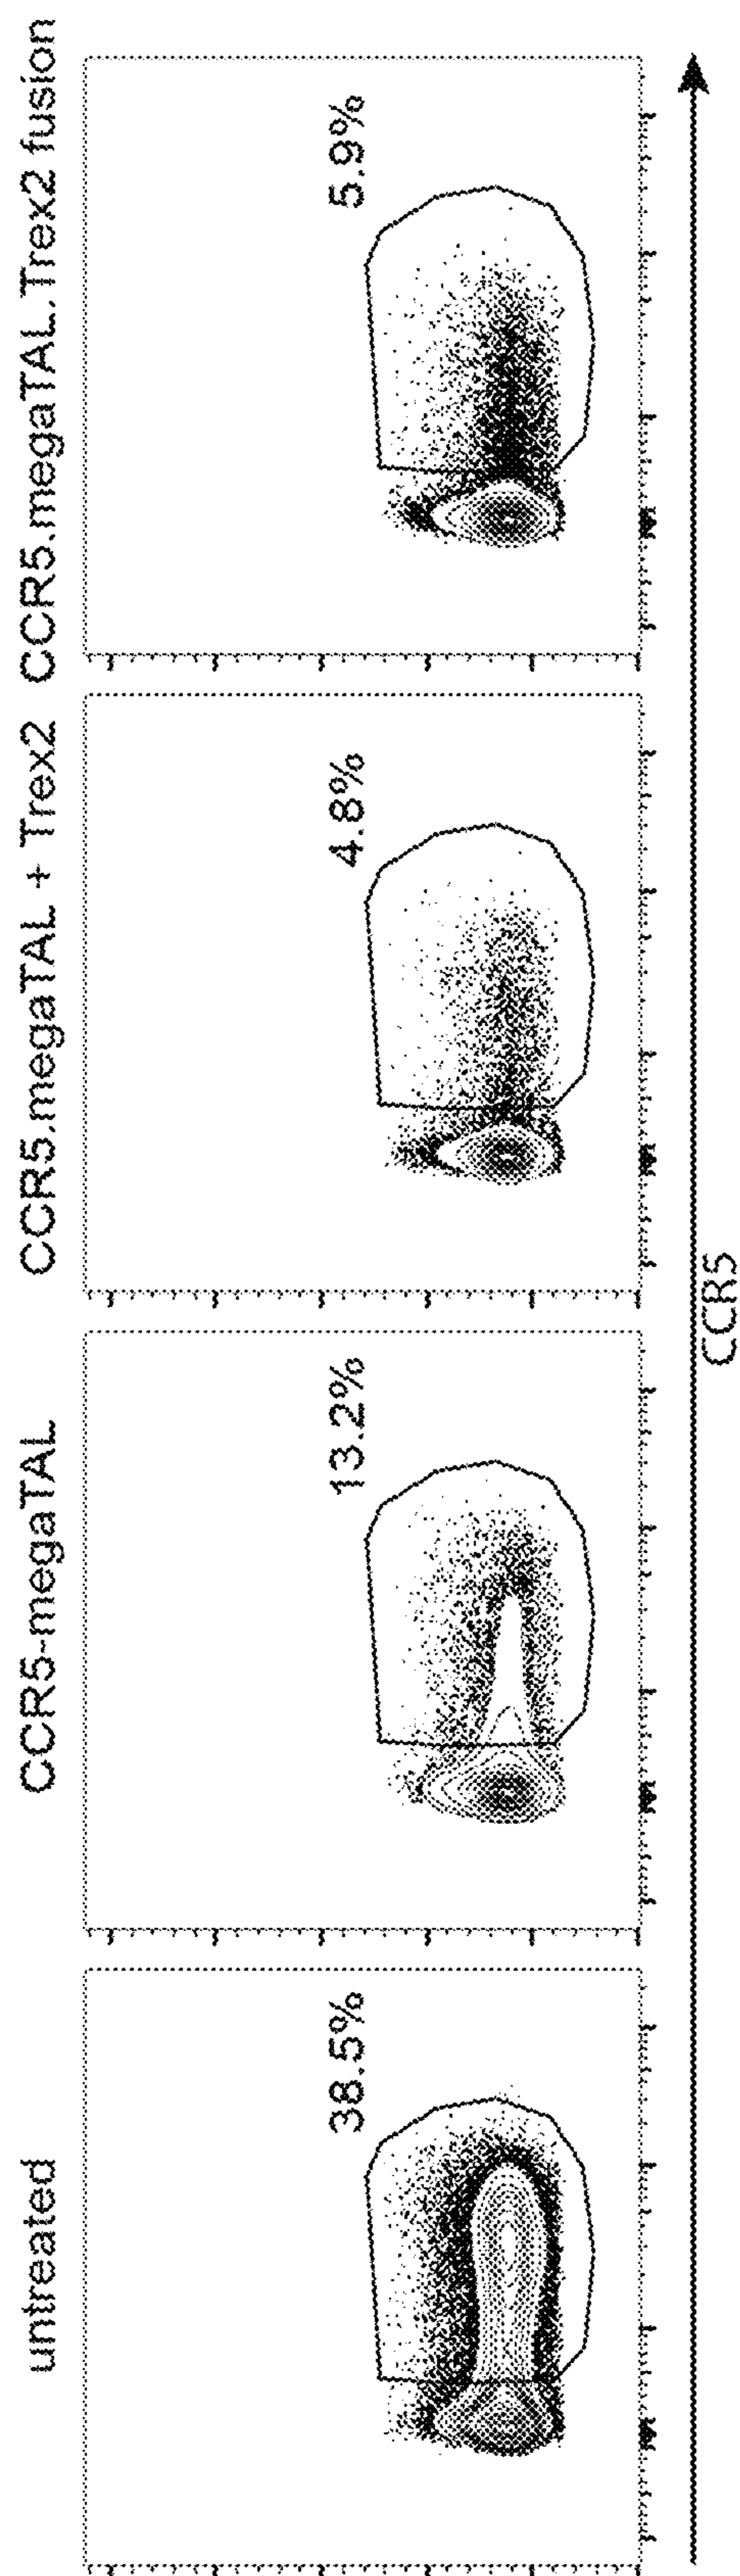 untreated
CCR5-megaTAL
CCR5.megaTAL + Trex2
CCR5.megaTAL.Trex2 fusion
38.5%
13.2%
4.8%
5.9%
CCR5